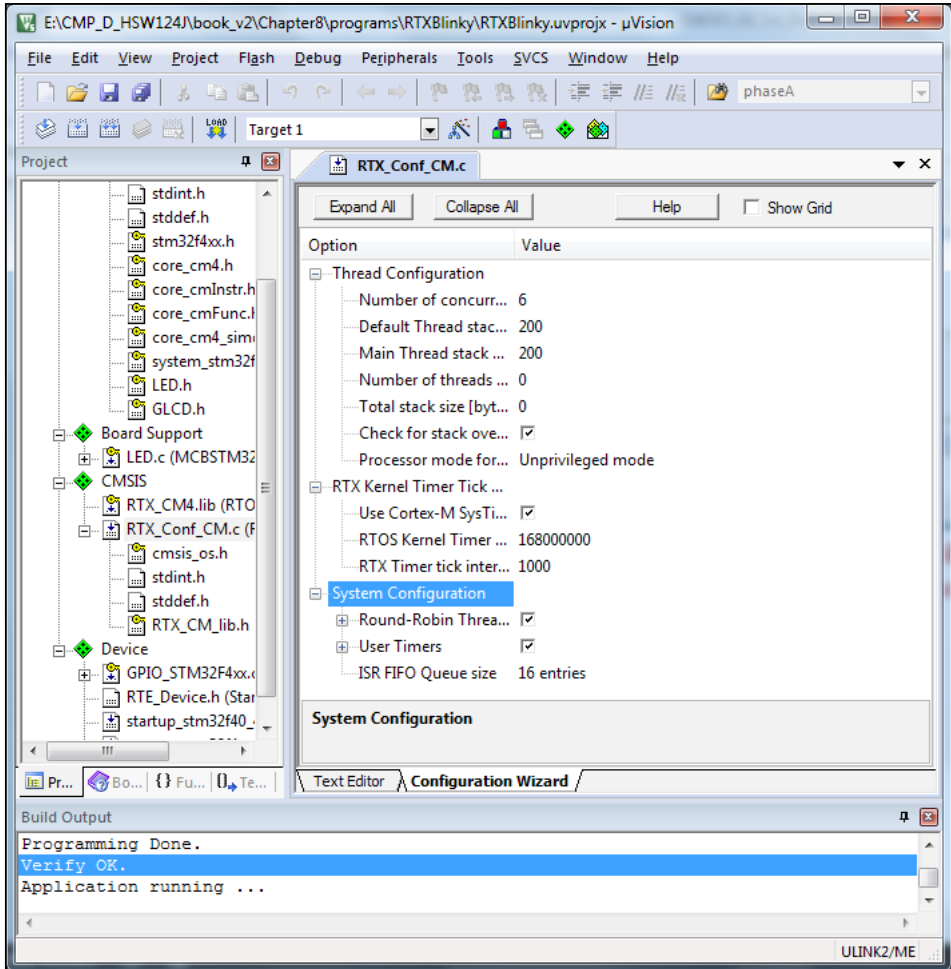 E:\CMP_D_HSW124J\book_v2\Chapter8\programs\RTXBlinky\RTXBlinky.uvprojx - µVision
File Edit View Project Flash Debug Peripherals Tools SVCS Window Help
phaseA
LOAD Target 1
Project
stdint.h
stddef.h
stm32f4xx.h
core_cm4.h
core_cmInstr.h
core_cmFunc.h
core_cm4_sim
system_stm32f
LED.h
GLCD.h
Board Support
LED.c (MCBSTM32
CMSIS
RTX_CM4.lib (RTO
RTX_Conf_CM.c (F
cmsis_os.h
stdint.h
stddef.h
RTX_CM_lib.h
Device
GPIO_STM32F4xx.c
RTE_Device.h (Star
startup_stm32f40_
Pr... Bo... {} Fu... 0. Te...
RTX_Conf_CM.c
Expand All Collapse All Help Show Grid
Option Value
Thread Configuration
Number of concurr... 6
Default Thread stac... 200
Main Thread stack ... 200
Number of threads ... 0
Total stack size [byt... 0
Check for stack ove...
Processor mode for... Unprivileged mode
RTX Kernel Timer Tick ...
Use Cortex-M SysTi...
RTOS Kernel Timer ... 168000000
RTX Timer tick inter... 1000
System Configuration
Round-Robin Threa...
User Timers
ISR FIFO Queue size 16 entries
System Configuration
Text Editor Configuration Wizard
Build Output
Programming Done.
Verify OK.
Application running ...
ULINK2/ME